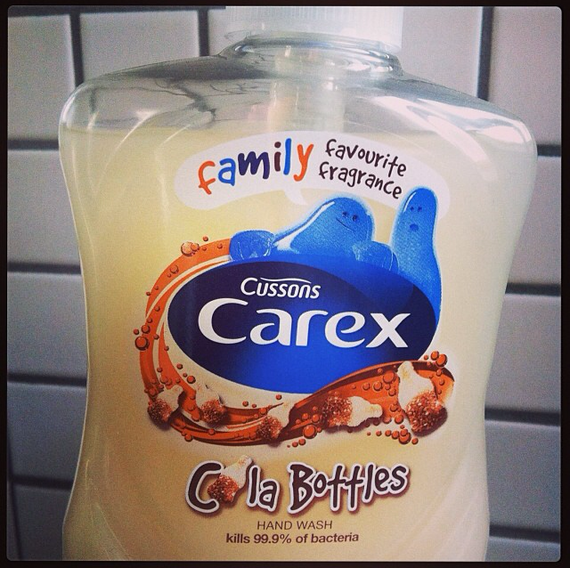 family favourite
fragrance
Cussons
Carex
Cola Bottles
HAND WASH
kills 99.9% of bacteria